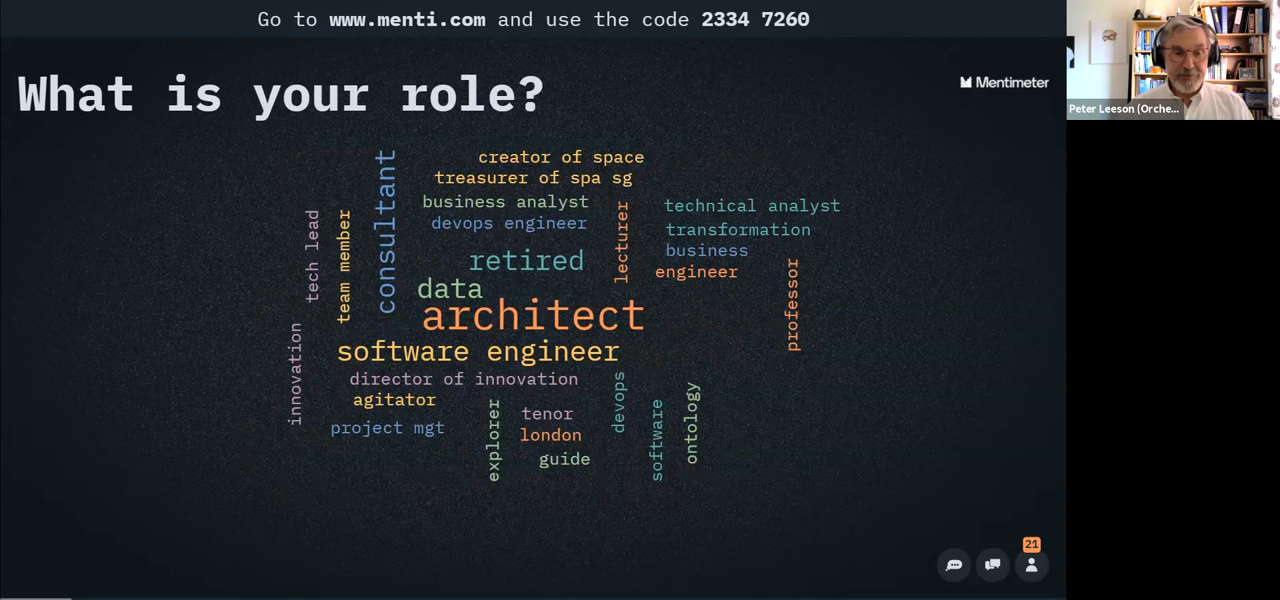 Go to www.menti.com and use the code 2334 7260
What is your role?
Mentimeter
Peter Leeson (Orche...
creator of space
treasurer of spa sg
business analyst
devops engineer
consultant
team member
tech lead
lecturer
technical analyst
transformation
business
engineer
professor
retired
data
architect
software engineer
innovation
director of innovation
agitator
project mgt
explorer
tenor
london
guide
devops
software
ontology
21